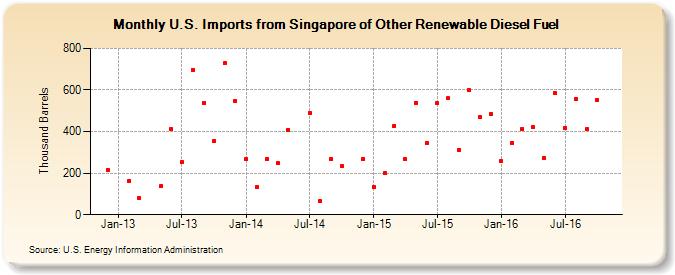 Monthly U.S. Imports from Singapore of Other Renewable Diesel Fuel
Thousand Barrels
800
600
400
200
0
Jan-13 Jul-13 Jan-14 Jul-14 Jan-15 Jul-15 Jan-16 Jul-16
Source: U.S. Energy Information Administration